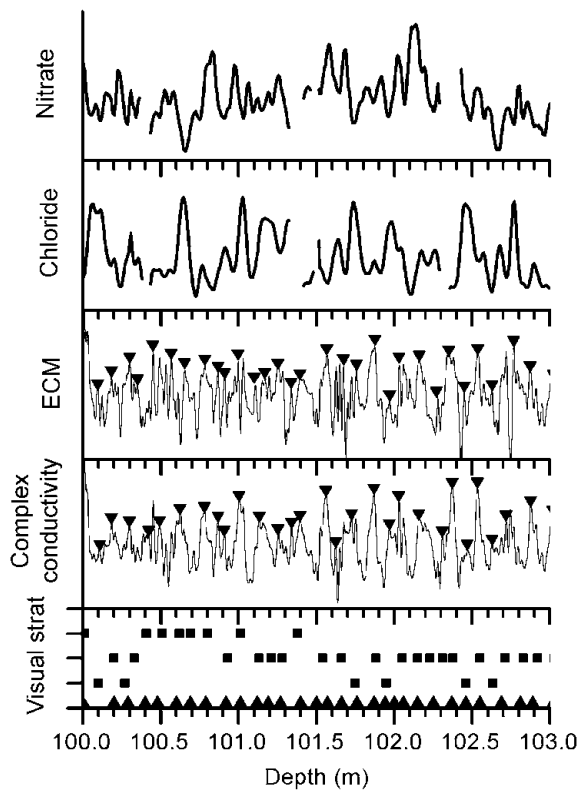 Nitrate
Chloride
ECM
Complex
conductivity
Visual strat
100.0 100.5 101.0 101.5 102.0 102.5 103.0
Depth (m)